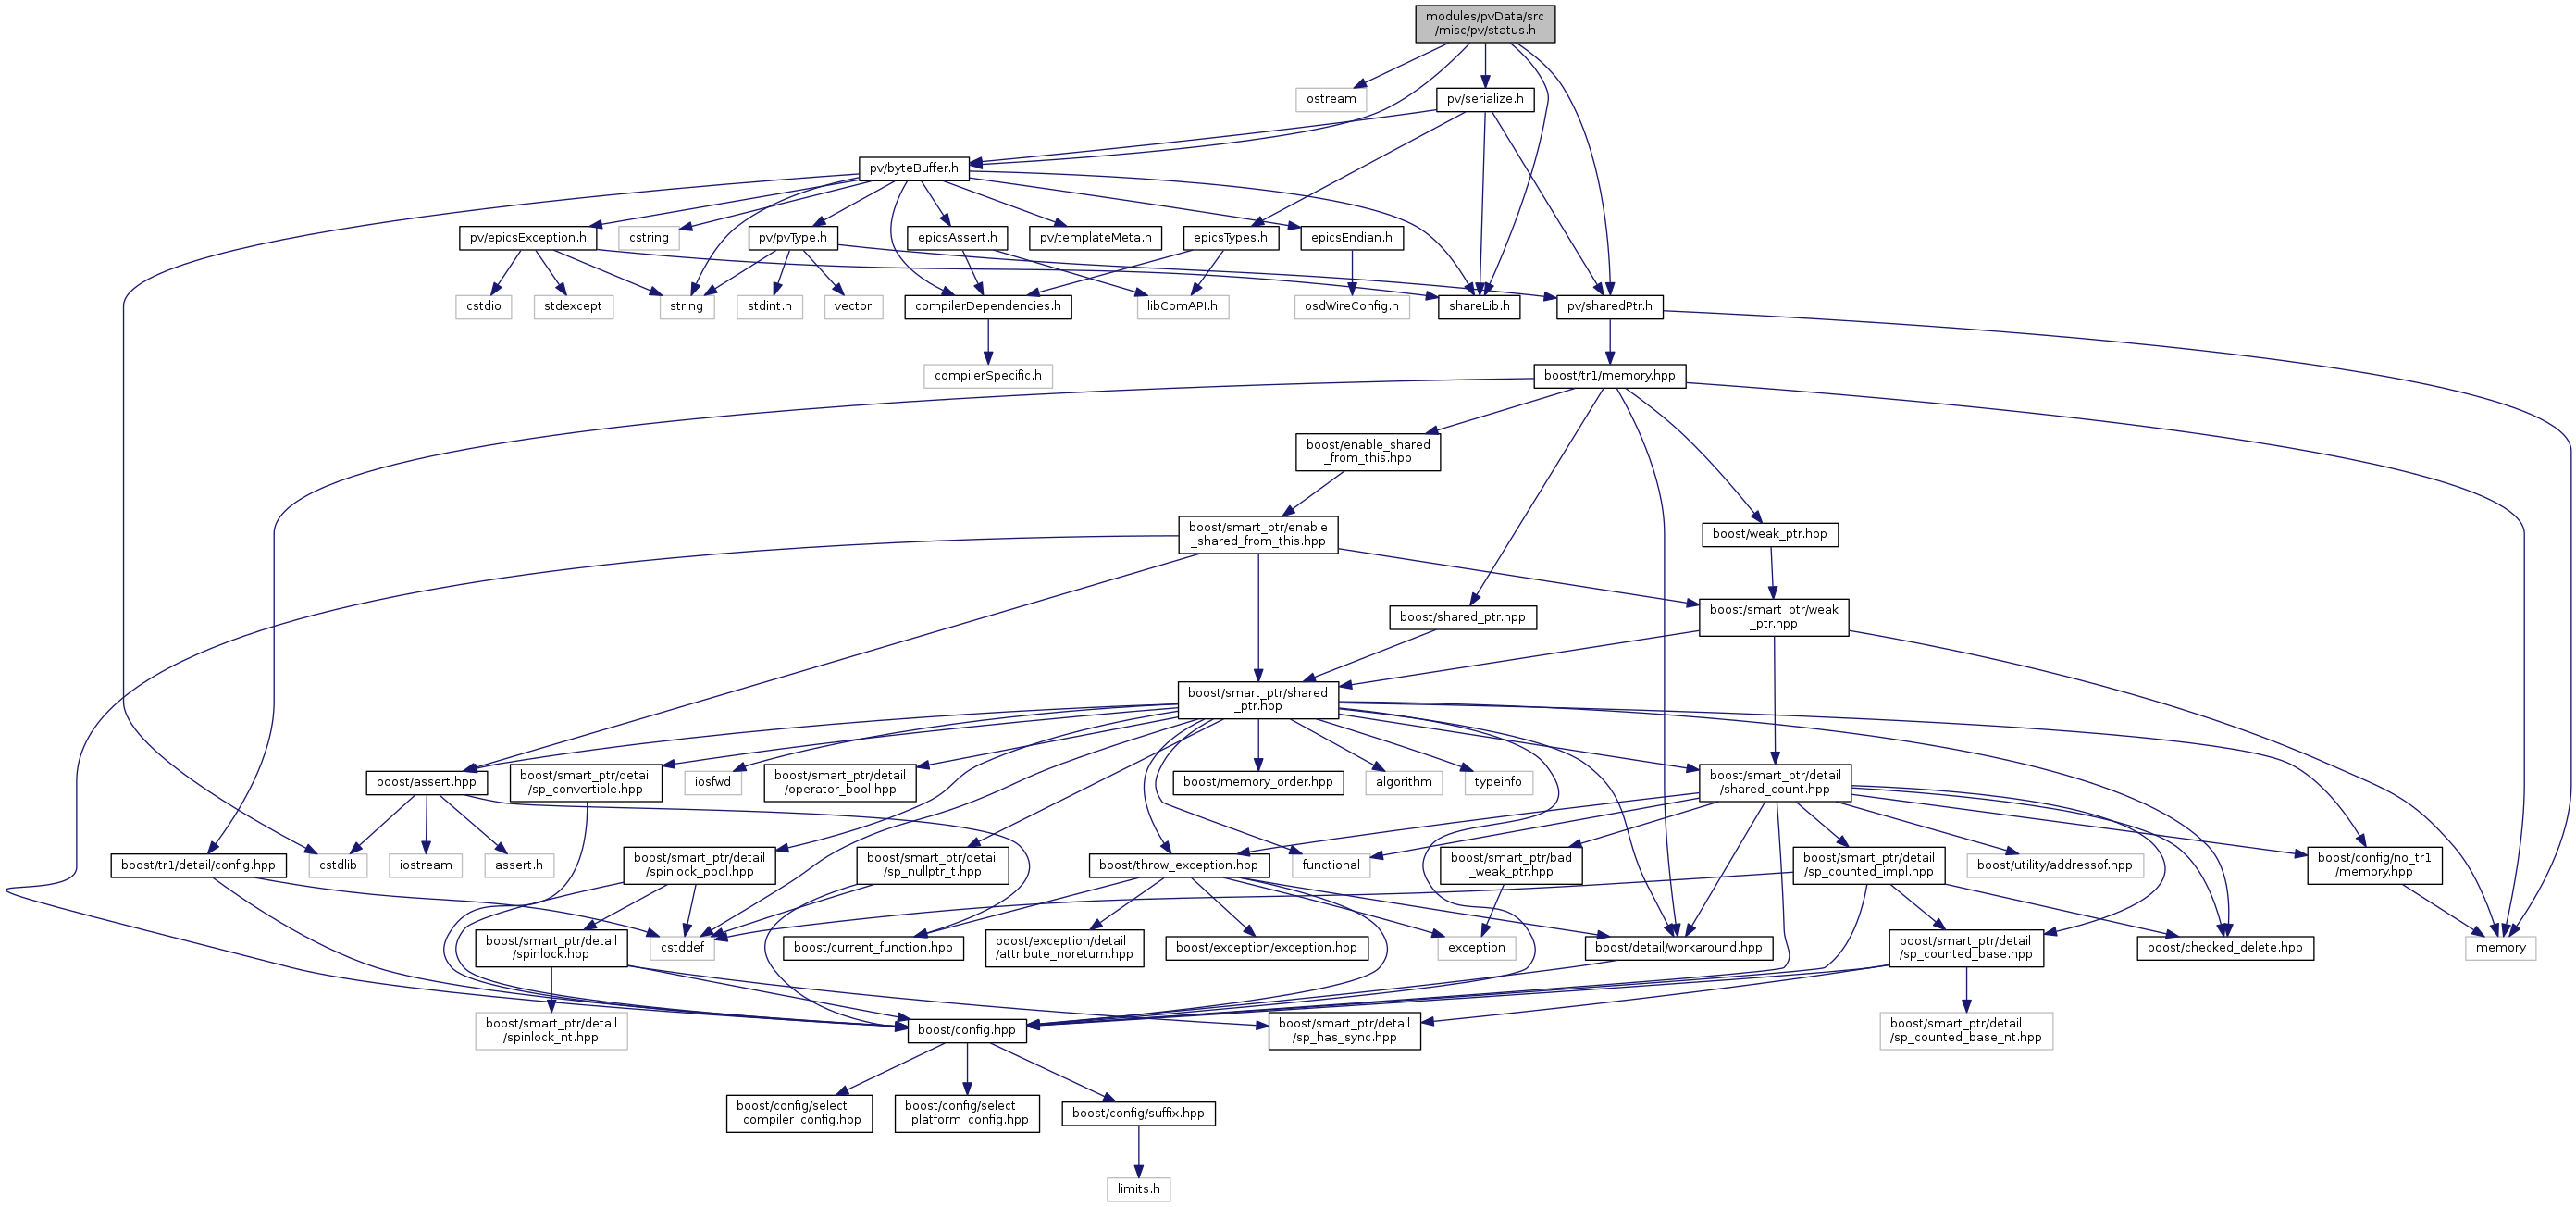 modules/pvData/src
/misc/pv/status.h
ostream
pv/serialize.h
pv/byteBuffer.h
pv/epicsException.h
cstring
pv/pvType.h
epicsAssert.h
pv/templateMeta.h
epicsTypes.h
epicsEndian.h
cstdio
stdexcept
string
stdint.h
vector
compilerDependencies.h
libComAPI.h
osdWireConfig.h
shareLib.h
pv/sharedPtr.h
compilerSpecific.h
boost/tr1/memory.hpp
boost/enable_shared
_from_this.hpp
boost/smart_ptr/enable
_shared_from_this.hpp
boost/weak_ptr.hpp
boost/shared_ptr.hpp
boost/smart_ptr/weak
_ptr.hpp
boost/smart_ptr/shared
_ptr.hpp
boost/assert.hpp
boost/smart_ptr/detail
/sp_convertible.hpp
iosfwd
boost/smart_ptr/detail
/operator_bool.hpp
boost/memory_order.hpp
algorithm
typeinfo
boost/smart_ptr/detail
/shared_count.hpp
boost/tr1/detail/config.hpp
cstdlib
iostream
assert.h
boost/smart_ptr/detail
/spinlock_pool.hpp
boost/smart_ptr/detail
/sp_nullptr_t.hpp
boost/throw_exception.hpp
functional
boost/smart_ptr/bad
_weak_ptr.hpp
boost/smart_ptr/detail
/sp_counted_impl.hpp
boost/utility/addressof.hpp
boost/config/no_tr1
/memory.hpp
boost/smart_ptr/detail
/spinlock.hpp
cstddef
boost/current_function.hpp
boost/exception/detail
/attribute_noreturn.hpp
boost/exception/exception.hpp
exception
boost/detail/workaround.hpp
boost/smart_ptr/detail
/sp_counted_base.hpp
boost/checked_delete.hpp
memory
boost/smart_ptr/detail
/spinlock_nt.hpp
boost/config.hpp
boost/smart_ptr/detail
/sp_has_sync.hpp
boost/smart_ptr/detail
/sp_counted_base_nt.hpp
boost/config/select
_compiler_config.hpp
boost/config/select
_platform_config.hpp
boost/config/suffix.hpp
limits.h